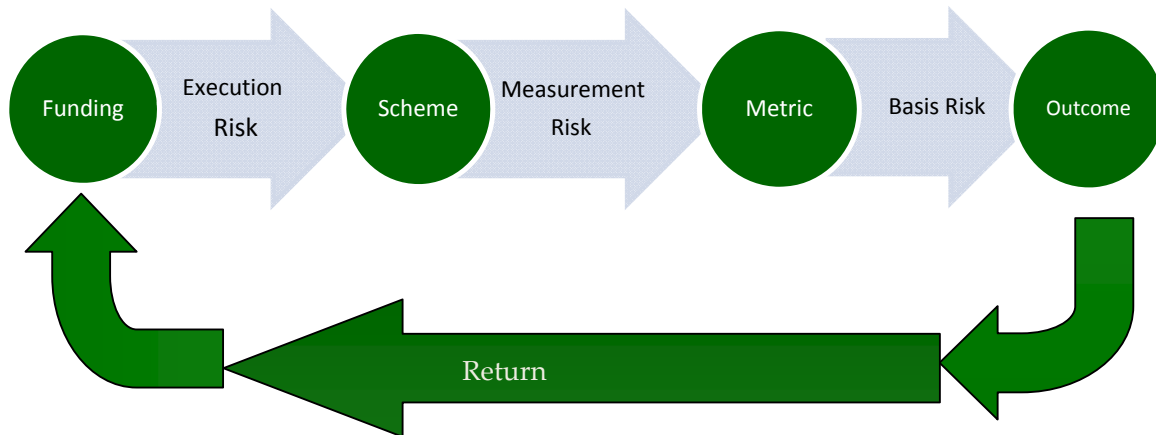 Funding
Execution
Risk
Scheme
Measurement
Risk
Metric
Basis Risk
Outcome
Return